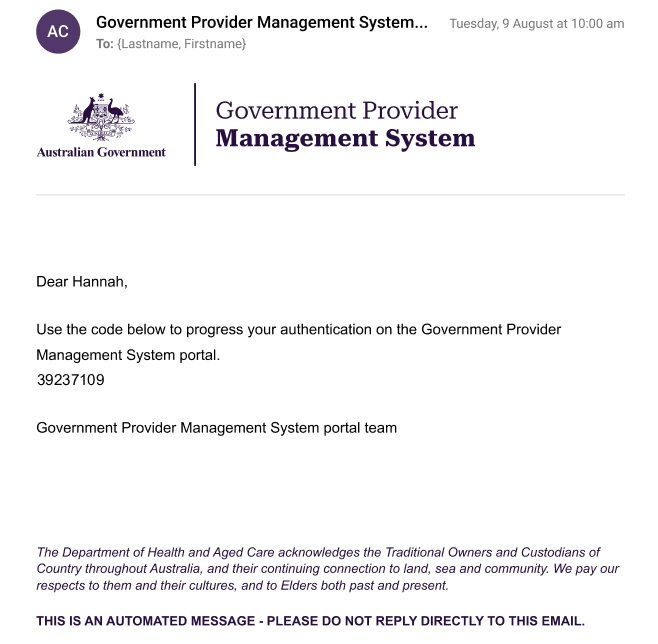 AC
Government Provider Management System...
Tuesday, 9 August at 10:00 am
To: {Lastname, Firstname}
Australian Government
Government Provider
Management System
Dear Hannah,
Use the code below to progress your authentication on the Government Provider
Management System portal.
39237109
Government Provider Management System portal team
The Department of Health and Aged Care acknowledges the Traditional Owners and Custodians of
Country throughout Australia, and their continuing connection to land, sea and community. We pay our
respects to them and their cultures, and to Elders both past and present.
THIS IS AN AUTOMATED MESSAGE - PLEASE DO NOT REPLY DIRECTLY TO THIS EMAIL.